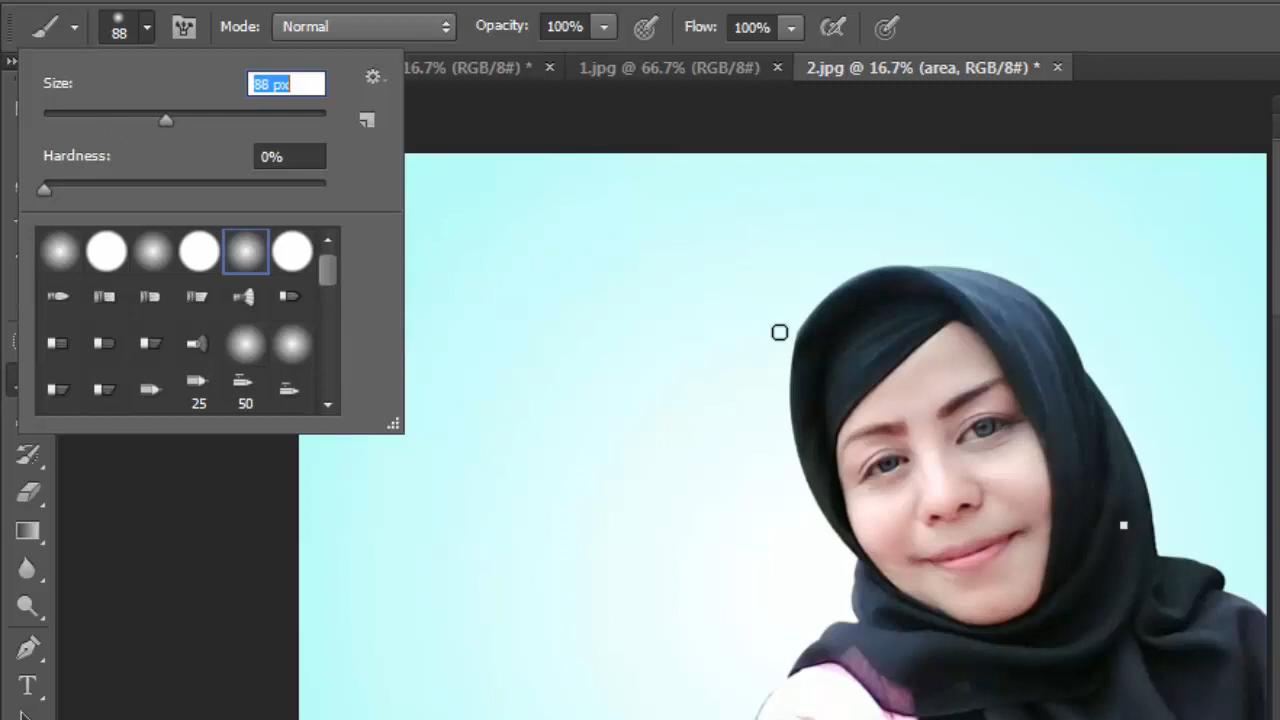 88 Mode: Normal Opacity: 100% Flow: 100%
16.7% (RGB/8#) * × 1.jpg @ 66.7% (RGB/8#) × 2.jpg @ 16.7% (area, RGB/8#) * ×
Size: 88 px
Hardness: 0%
25 50
T